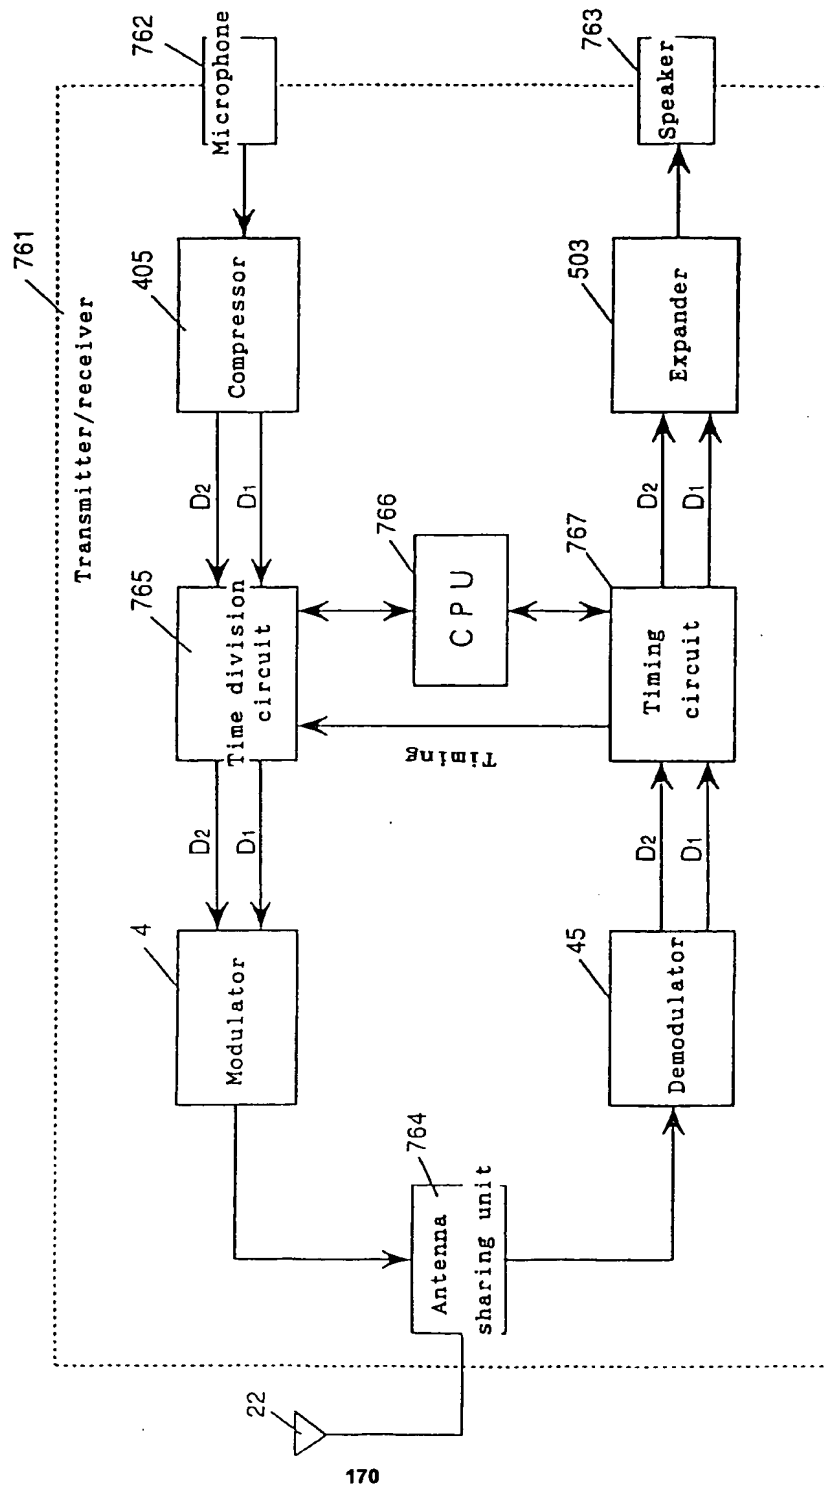 761
Transmitter/receiver
22
764
Antenna
sharing unit
4
Modulator
D2
D1
765
Time division
circuit
D2
D1
405
Compressor
762
Microphone
766
CPU
Timing
45
Demodulator
D2
D1
767
Timing
circuit
D2
D1
503
Expander
763
Speaker
170